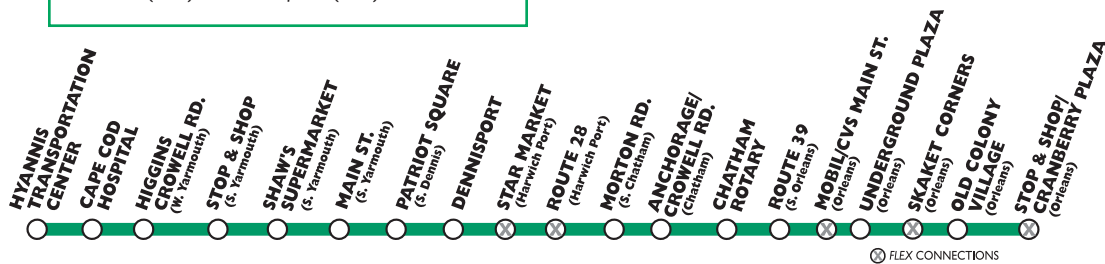 HYANNIS
TRANSPORTATION
CENTER
CAPE COD
HOSPITAL
HIGGINS
CROWELL RD.
(W. Yarmouth)
STOP & SHOP
(S. Yarmouth)
SHAW'S
SUPERMARKET
(S. Yarmouth)
MAIN ST.
(S. Yarmouth)
PATRIOT SQUARE
(S. Dennis)
DENNISPORT
STAR MARKET
(Harwich Port)
ROUTE 28
(Harwich Port)
MORTON RD.
(S. Chatham)
ANCHORAGE/
CROWELL RD.
(Chatham)
CHATHAM
ROTARY
ROUTE 39
(S. Orleans)
MOBIL/CVS MAIN ST.
(Orleans)
UNDERGROUND PLAZA
(Orleans)
SKAKET CORNERS
(Orleans)
OLD COLONY
VILLAGE
(Orleans)
STOP & SHOP/
CRANBERRY PLAZA
(Orleans)
FLEX CONNECTIONS